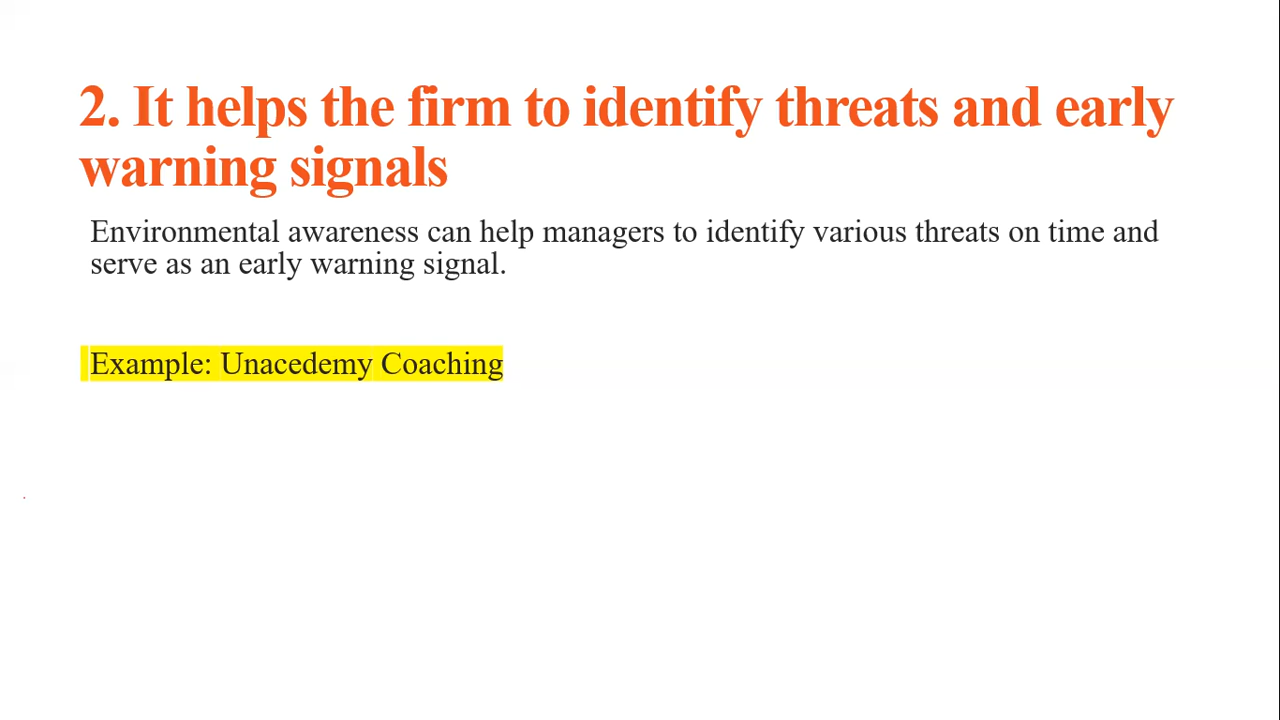 2. It helps the firm to identify threats and early
warning signals
Environmental awareness can help managers to identify various threats on time and
serve as an early warning signal.
Example: Unacedemy Coaching